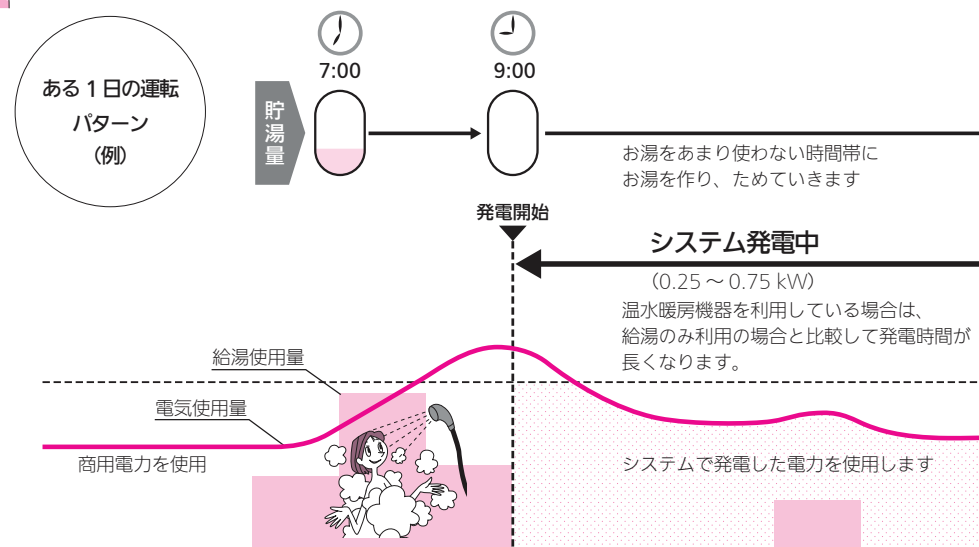 ある 1 日の運転
パターン
（例）
貯湯量
7:00
9:00
お湯をあまり使わない時間帯に
お湯を作り、ためていきます
発電開始
システム発電中
（0.25 ～ 0.75 kW）
温水暖房機器を利用している場合は、
給湯のみ利用の場合と比較して発電時間が
長くなります。
給湯使用量
電気使用量
商用電力を使用
システムで発電した電力を使用します